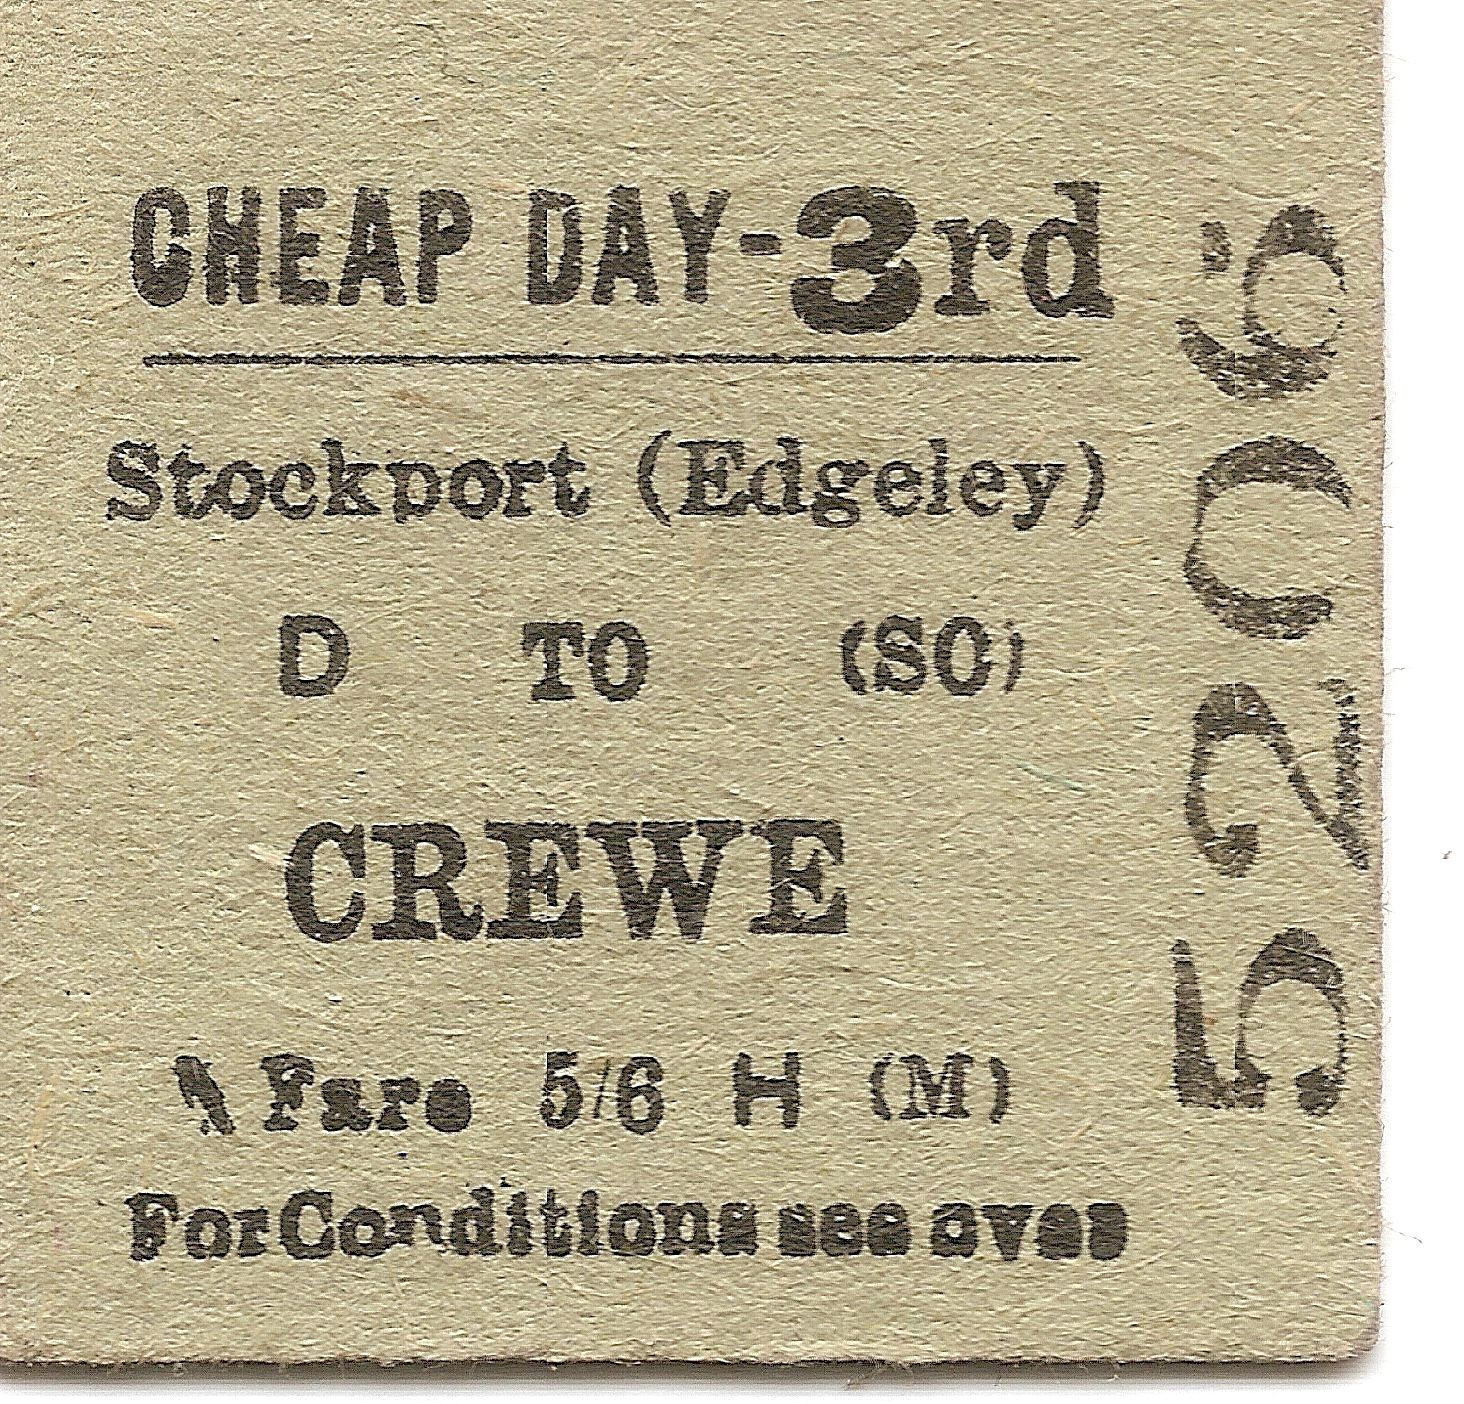 CHEAP DAY-3rd
Stockport (Edgeley)
D TO (SO)
CREWE
Fare 5/6 H (M)
For Conditions see over
5206